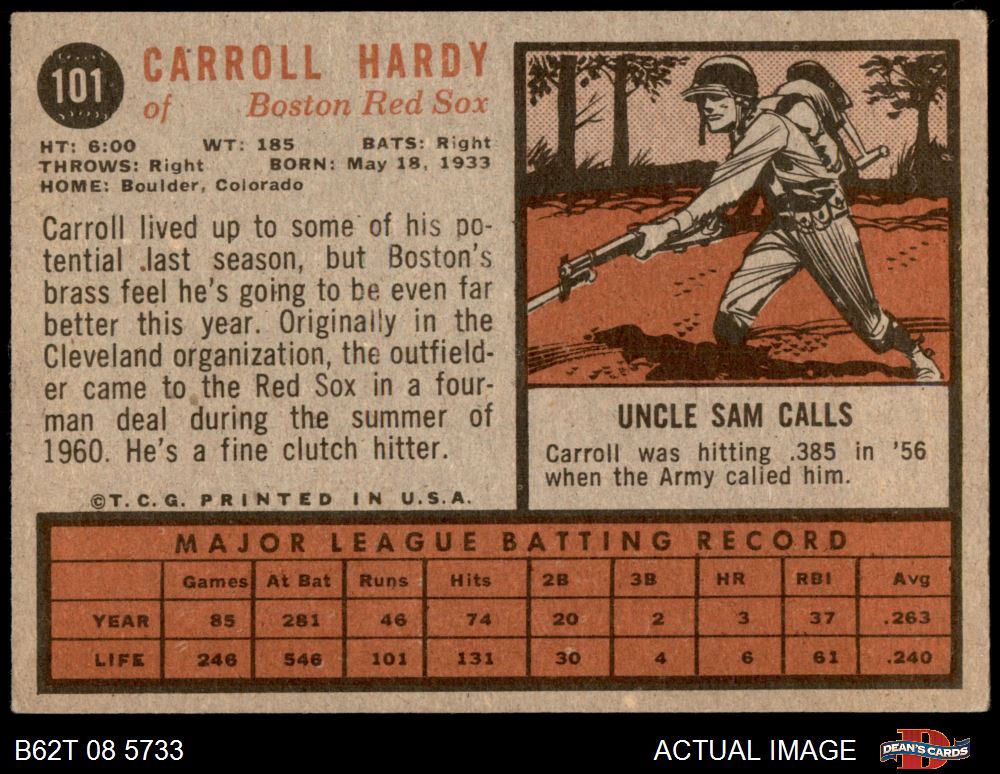 101
CARROLL HARDY
of Boston Red Sox
HT: 6:00 WT: 185 BATS: Right
THROWS: Right BORN: May 18, 1933
HOME: Boulder, Colorado
Carroll lived up to some of his po-
tential .last season, but Boston's
brass feel he's going to be even far
better this year. Originally in the
Cleveland organization, the outfield-
er came to the Red Sox in a four-
man deal during the summer of
1960. He's a fine clutch hitter.
©T.C.G. PRINTED IN U.S.A.
UNCLE SAM CALLS
Carroll was hitting .385 in '56
when the Army called him.
MAJOR LEAGUE BATTING RECORD
Games At Bat Runs Hits 2B 3B HR RBI Avg
YEAR 85 281 46 74 20 2 3 37 .263
LIFE 246 546 101 131 30 4 6 61 .240
B62T 08 5733
ACTUAL IMAGE
DEAN'S CARDS